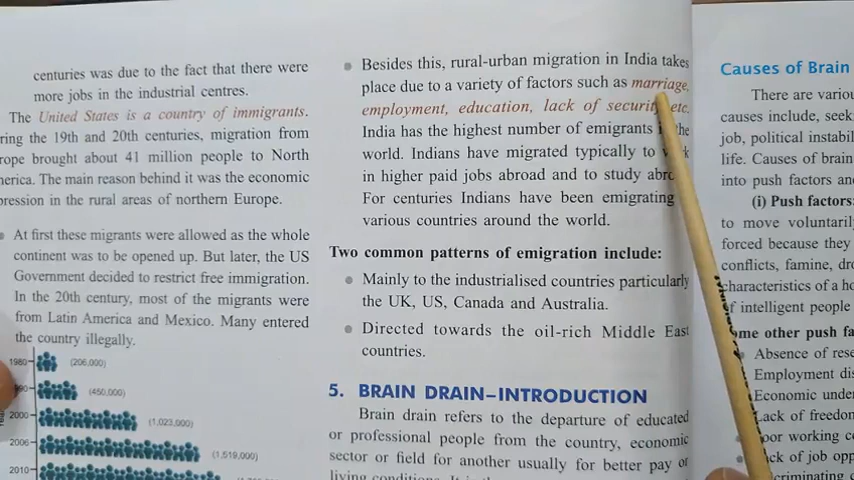 centuries was due to the fact that there were
more jobs in the industrial centres.
The United States is a country of immigrants.
ring the 19th and 20th centuries, migration from
rope brought about 41 million people to North
nerica. The main reason behind it was the economic
pression in the rural areas of northern Europe.
At first these migrants were allowed as the whole
continent was to be opened up. But later, the US
Government decided to restrict free immigration.
In the 20th century, most of the migrants were
from Latin America and Mexico. Many entered
the country illegally.
1980 (206,000)
90 (450,000)
2000 (1,023,000)
2006 (1,519,000)
2010
Besides this, rural-urban migration in India takes
place due to a variety of factors such as marriage,
employment, education, lack of security etc.
India has the highest number of emigrants the
world. Indians have migrated typically to
in higher paid jobs abroad and to study
For centuries Indians have been emigrating
various countries around the world.
Two common patterns of emigration include:
Mainly to the industrialised countries particularly
the UK, US, Canada and Australia.
Directed towards the oil-rich Middle East
countries.
5. BRAIN DRAIN–INTRODUCTION
Brain drain refers to the departure of educated
or professional people from the country, economic
sector or field for another usually for better pay or
living conditions. It is the
Causes of Brain
There are variou
causes include, seek
job, political instabil
life. Causes of brain
into push factors and
(i) Push factors:
to move voluntaril
forced because they
conflicts, famine, dro
characteristics of a ho
f intelligent people
me other push fa
Absence of rese
Employment dis
Economic under
Lack of freedom
oor working co
ck of job opp
criminating